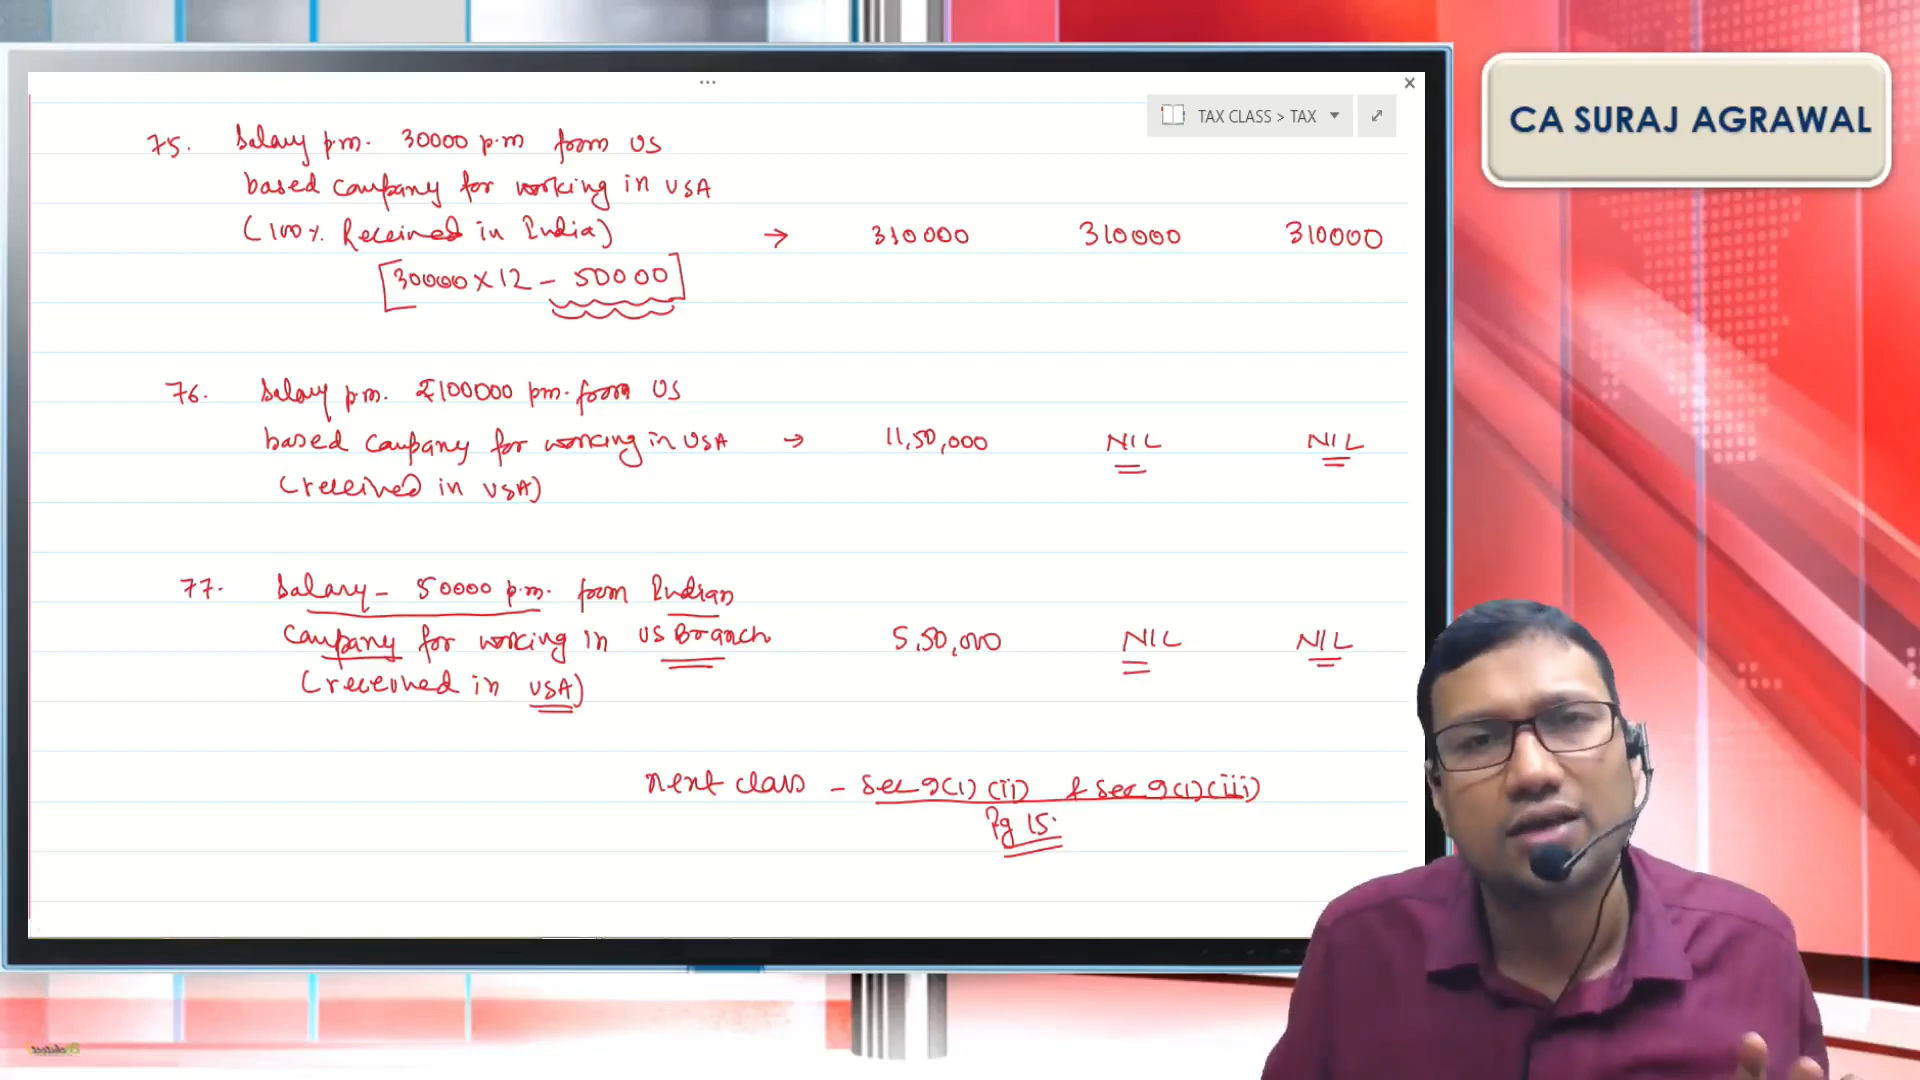 TAX CLASS > TAX
CA SURAJ AGRAWAL
75. Salary p.m. 30000 p.m from US
based company for working in USA
(100% Received in India) → 310000 310000 310000
[30000 X 12 - 50000]
76. Salary pm. ₹100000 pm. from US
based company for working in USA → 11,50,000 NIL NIL
(received in USA)
77. Salary - 50000 p.m. from Indian
Company for working in US Branch 5,50,000 NIL NIL
(received in USA)
next class - Sec 9(1)(ii) & Sec 9(1)(iii)
Pg 15.